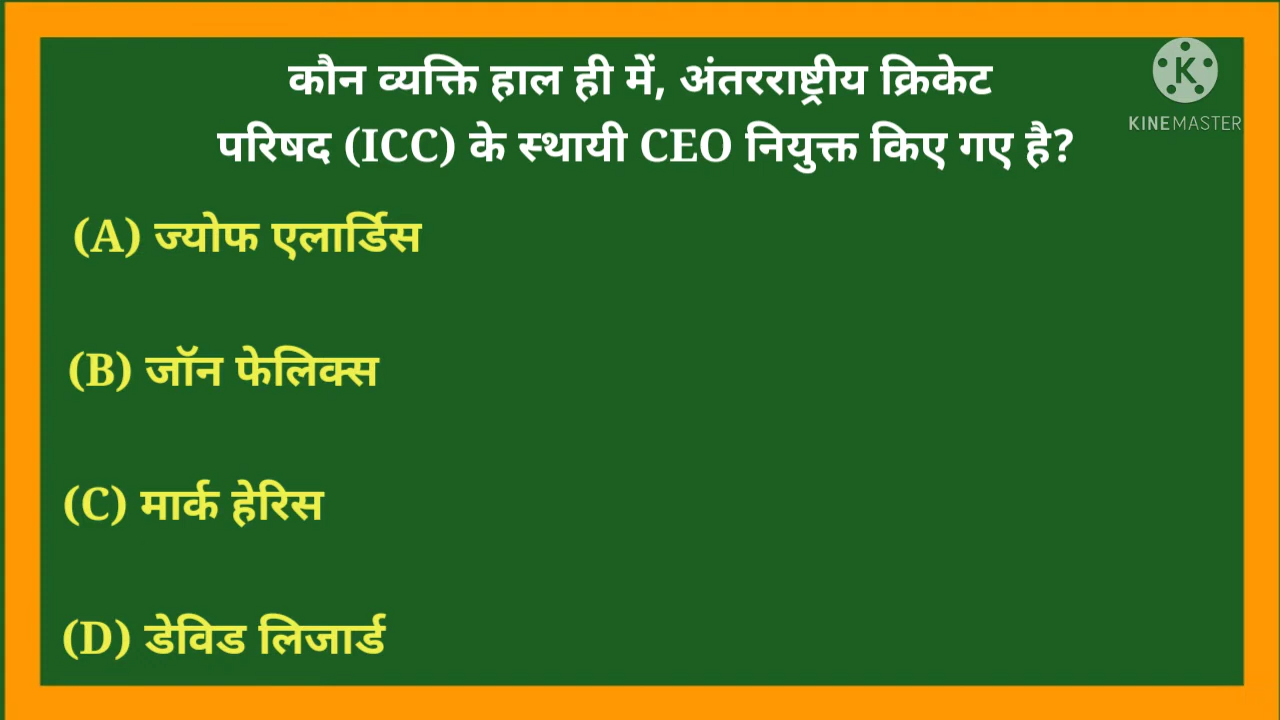 कौन व्यक्ति हाल ही में, अंतरराष्ट्रीय क्रिकेट
परिषद (ICC) के स्थायी CEO नियुक्त किए गए है?
K
KINEMASTER
(A) ज्योफ एलार्डिस
(B) जॉन फेलिक्स
(C) मार्क हेरिस
(D) डेविड लिजार्ड